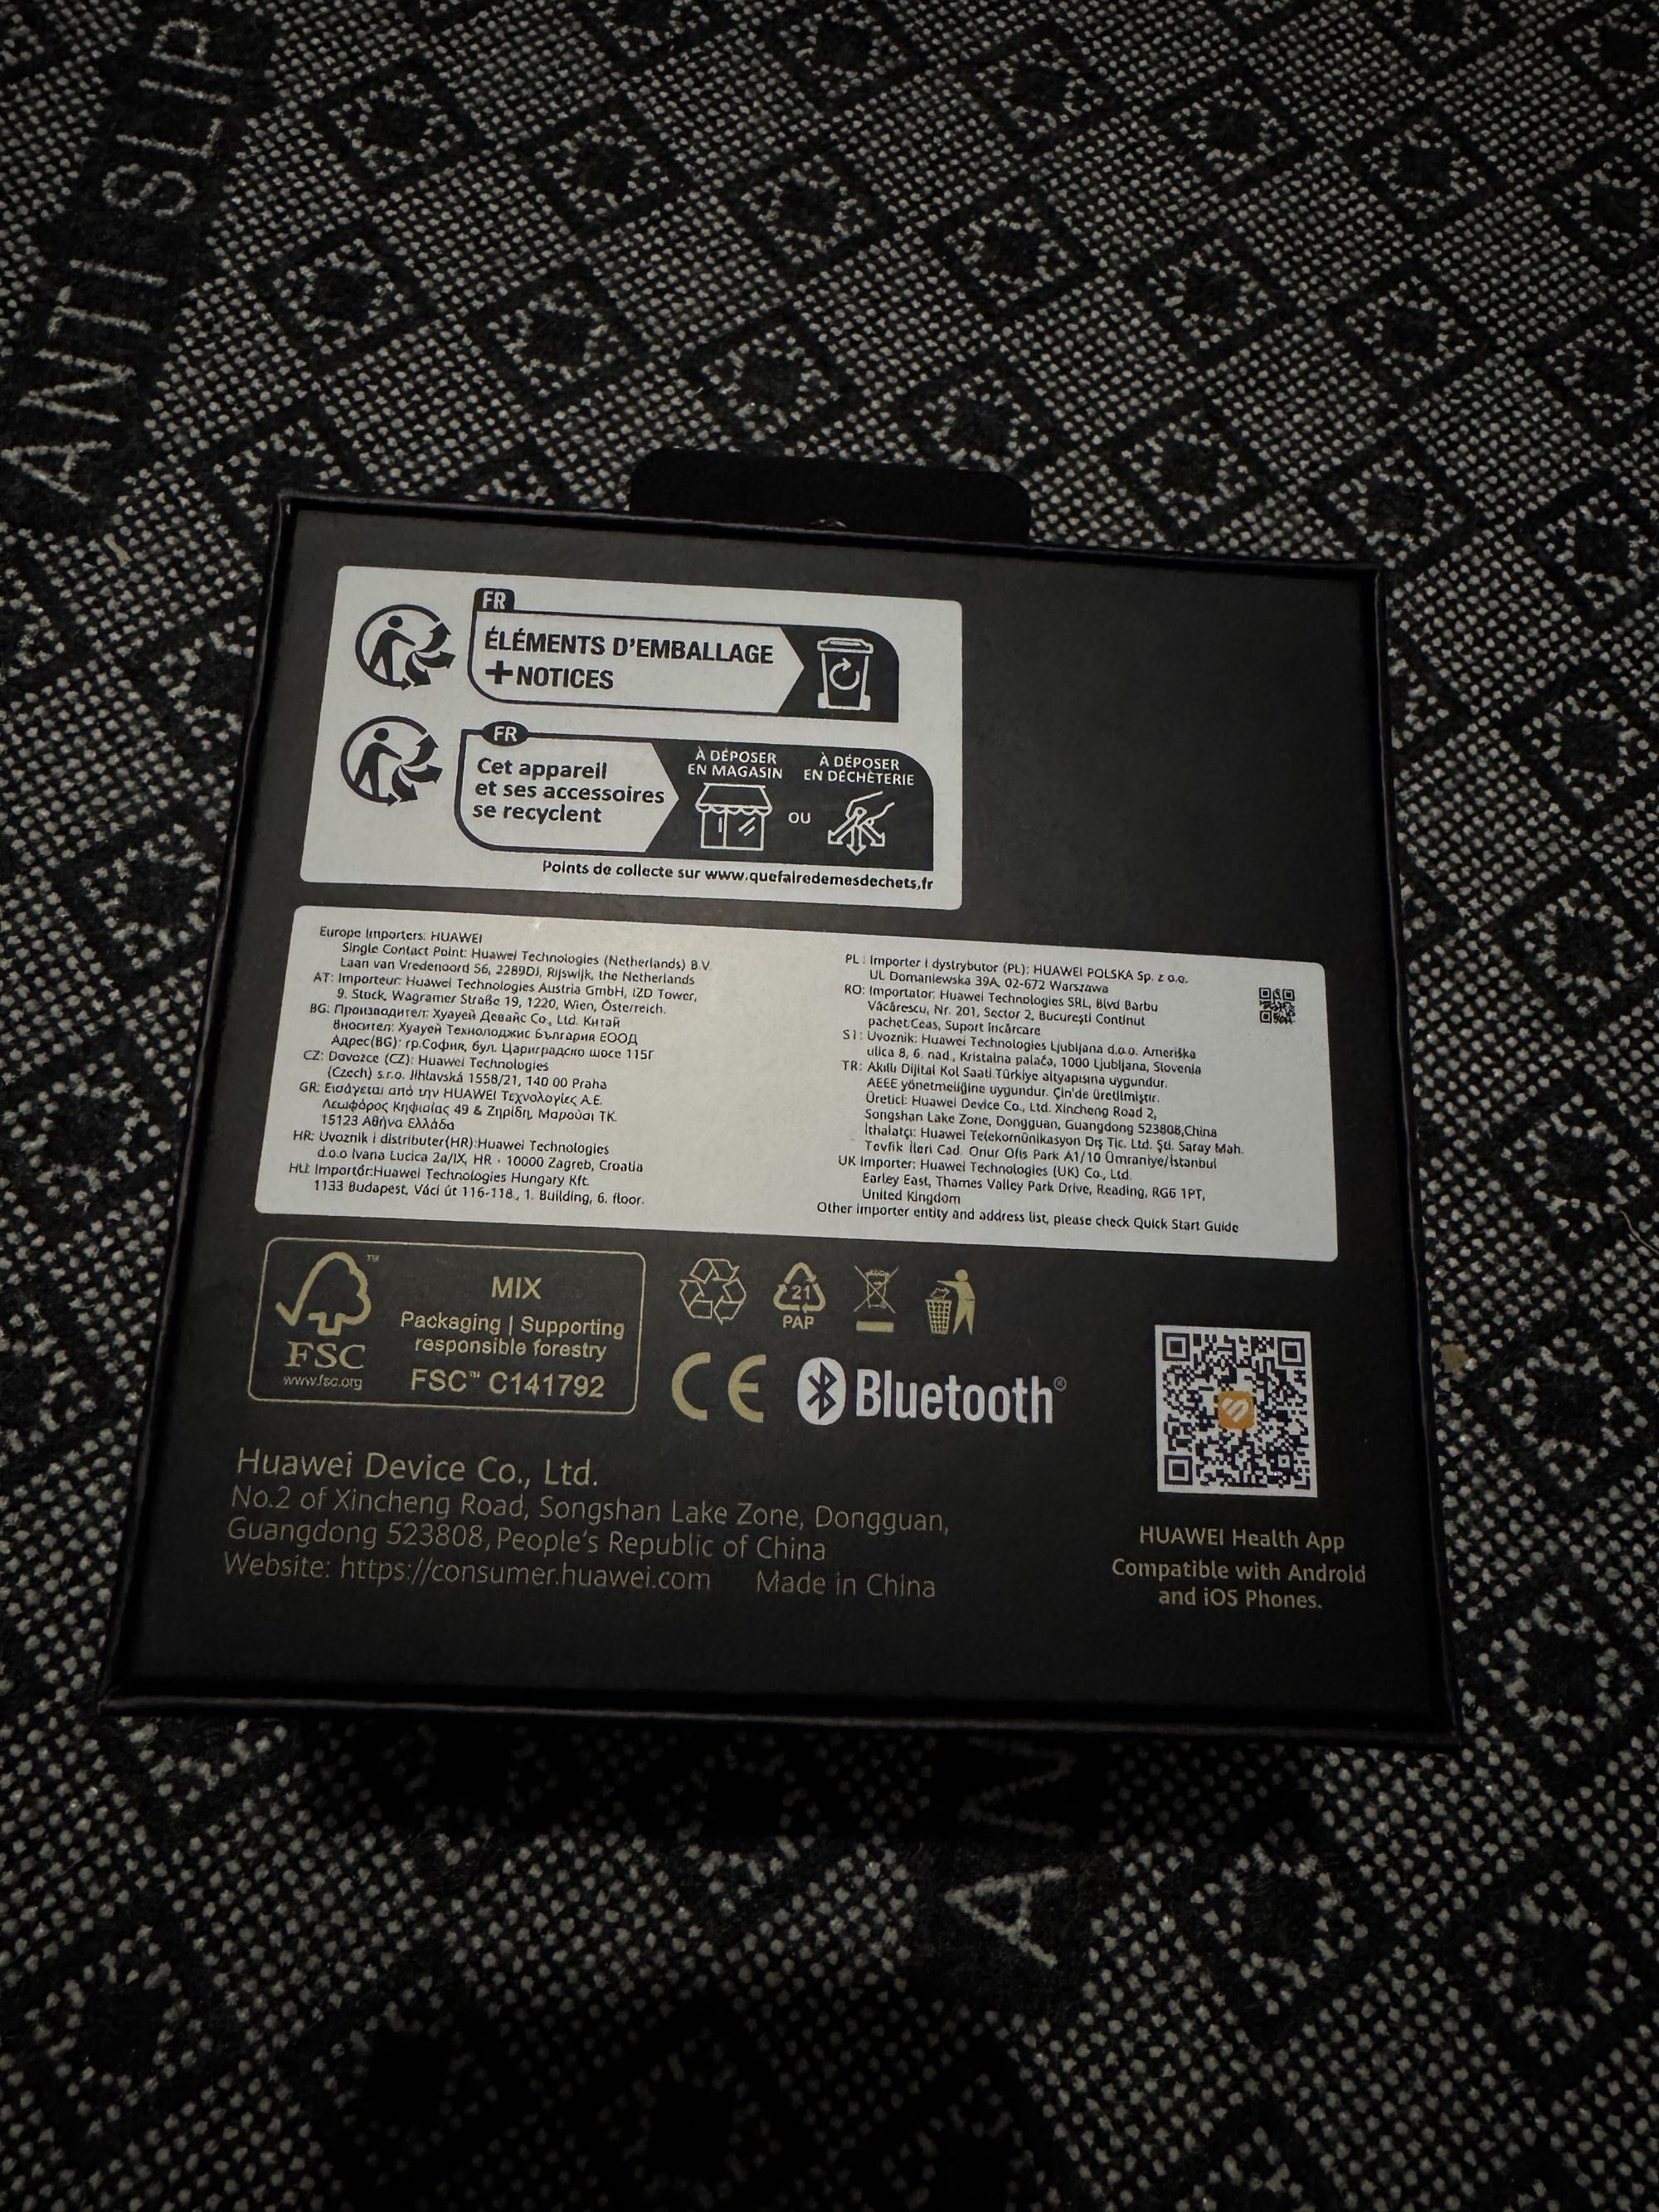 ANTI SLIP
FR
ÉLÉMENTS D'EMBALLAGE
+NOTICES
FR
Cet appareil
et ses accessoires
se recyclent
À DÉPOSER
EN MAGASIN
OU
À DÉPOSER
EN DÉCHÈTERIE
Points de collecte sur www.quefairedemesdechets.fr
Europe Importers: HUAWEI
Single Contact Point: Huawei Technologies (Netherlands) B.V.
Laan van Vredenoord 56, 2289DJ, Rijswijk, the Netherlands
AT: Importeur: Huawei Technologies Austria GmbH, IZD Tower,
9. Stock, Wagramer Straße 19, 1220, Wien, Österreich.
BG: Производител: Хуауей Девайс Co., Ltd. Китай
Вносител: Хуауей Технолоджис България ЕООД
Адрес(BG): гр.София, бул. Цариградско шосе 115Г
CZ: Dovozce (CZ): Huawei Technologies
(Czech) s.r.o. Jihlavská 1558/21, 140 00 Praha
GR: Εισάγεται από την HUAWEI Τεχνολογίες Α.Ε.
Λεωφόρος Κηφισίας 49 & Ζηρίδη, Μαρούσι ΤΚ.
15123 Αθήνα Ελλάδα
HR: Uvoznik i distributer(HR):Huawei Technologies
d.o.o Ivana Lucica 2a/IX, HR - 10000 Zagreb, Croatia
HU: Importőr:Huawei Technologies Hungary Kft.
1133 Budapest, Váci út 116-118., 1. Building, 6. floor.
PL : Importer i dystrybutor (PL): HUAWEI POLSKA Sp. z o.o.
UL Domaniewska 39A, 02-672 Warszawa
RO: Importator: Huawei Technologies SRL, Blvd Barbu
Văcărescu, Nr. 201, Sector 2, București Continut
pachet:Ceas, Suport încărcare
SI : Uvoznik: Huawei Technologies Ljubljana d.o.o. Ameriška
ulica 8, 6. nad., Kristalna palača, 1000 Ljubljana, Slovenia
TR: Akıllı Dijital Kol Saati Türkiye altyapısına uygundur.
AEEE yönetmeliğine uygundur. Çin'de üretilmiştir.
Üretici: Huawei Device Co., Ltd. Xincheng Road 2,
Songshan Lake Zone, Dongguan, Guangdong 523808,China
İthalatçı: Huawei Telekomünikasyon Dış Tic. Ltd. Şti. Saray Mah.
Tevfik İleri Cad. Onur Ofis Park A1/10 Ümraniye/İstanbul
UK Importer: Huawei Technologies (UK) Co., Ltd.
Earley East, Thames Valley Park Drive, Reading, RG6 1PT,
United Kingdom
Other importer entity and address list, please check Quick Start Guide
™
FSC
www.fsc.org
MIX
Packaging | Supporting
responsible forestry
FSC™ C141792
21
PAP
CE
Bluetooth®
Huawei Device Co., Ltd.
No.2 of Xincheng Road, Songshan Lake Zone, Dongguan,
Guangdong 523808, People's Republic of China
Website: https://consumer.huawei.com Made in China
HUAWEI Health App
Compatible with Android
and iOS Phones.